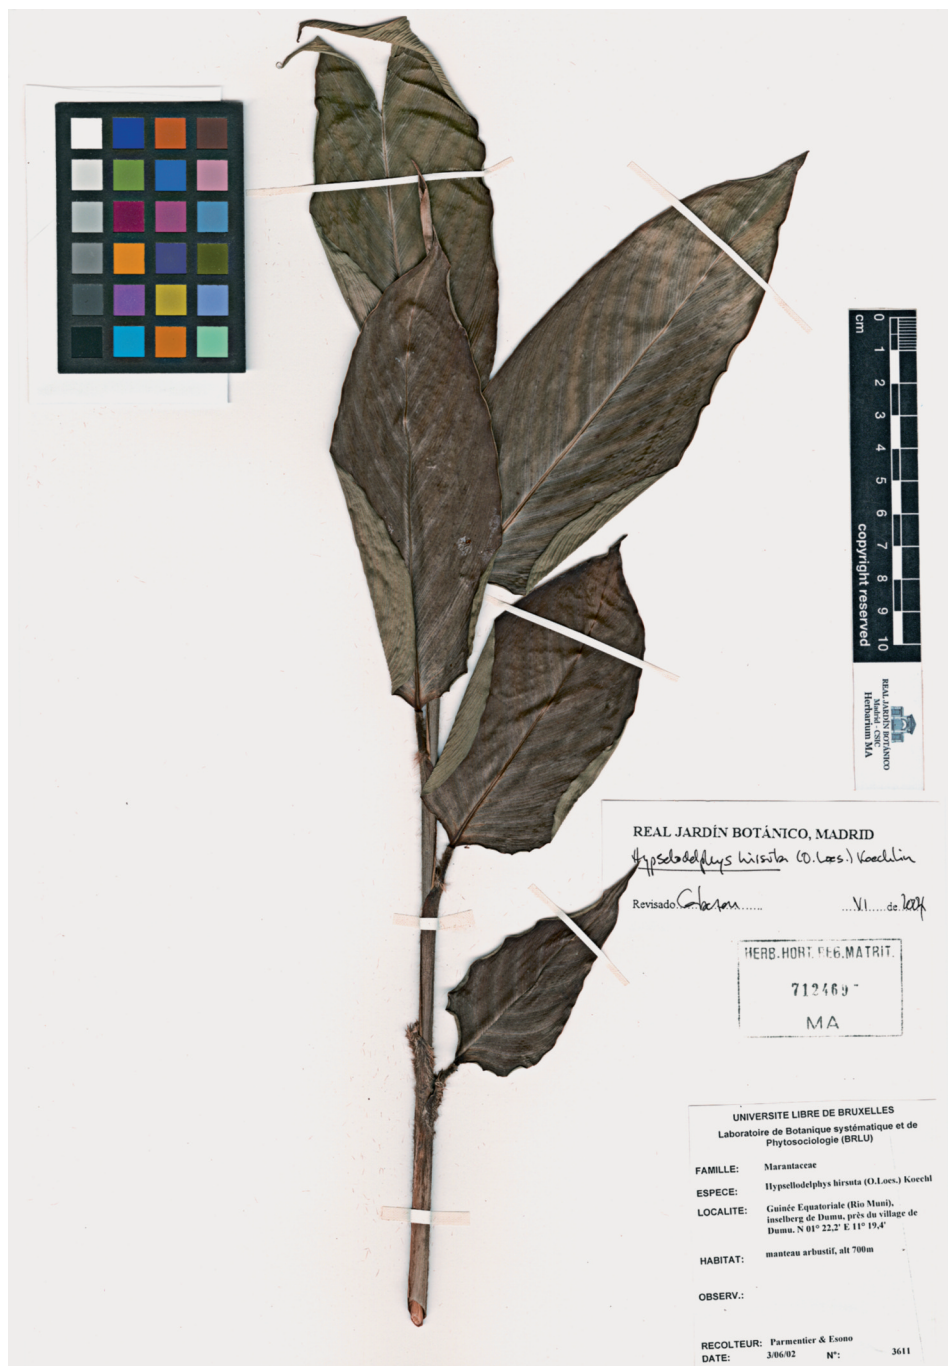 0
cm
1
2
3
4
5
6
7
8
9
10
copyright reserved
REAL JARDÍN BOTÁNICO
Madrid - CSIC
Herbarium MA
REAL JARDÍN BOTÁNICO, MADRID
Hypselodelphys hirsuta (O. Loes.) Koechlin
Revisado VI de
HERB. HORT. REG. MATRIT.
712469
MA
UNIVERSITE LIBRE DE BRUXELLES
Laboratoire de Botanique systématique et de
Phytosociologie (BRLU)
FAMILLE: Marantaceae
ESPECE: Hypsellodelphys hirsuta (O.Loes.) Koechl
LOCALITE: Guinée Equatoriale (Rio Muni),
inselberg de Dumu, près du village de
Dumu. N 01° 22,2' E 11° 19,4'
HABITAT: manteau arbustif, alt 700m
OBSERV.:
RECOLTEUR: Parmentier & Esono
DATE: 3/06/02 N°: 3611